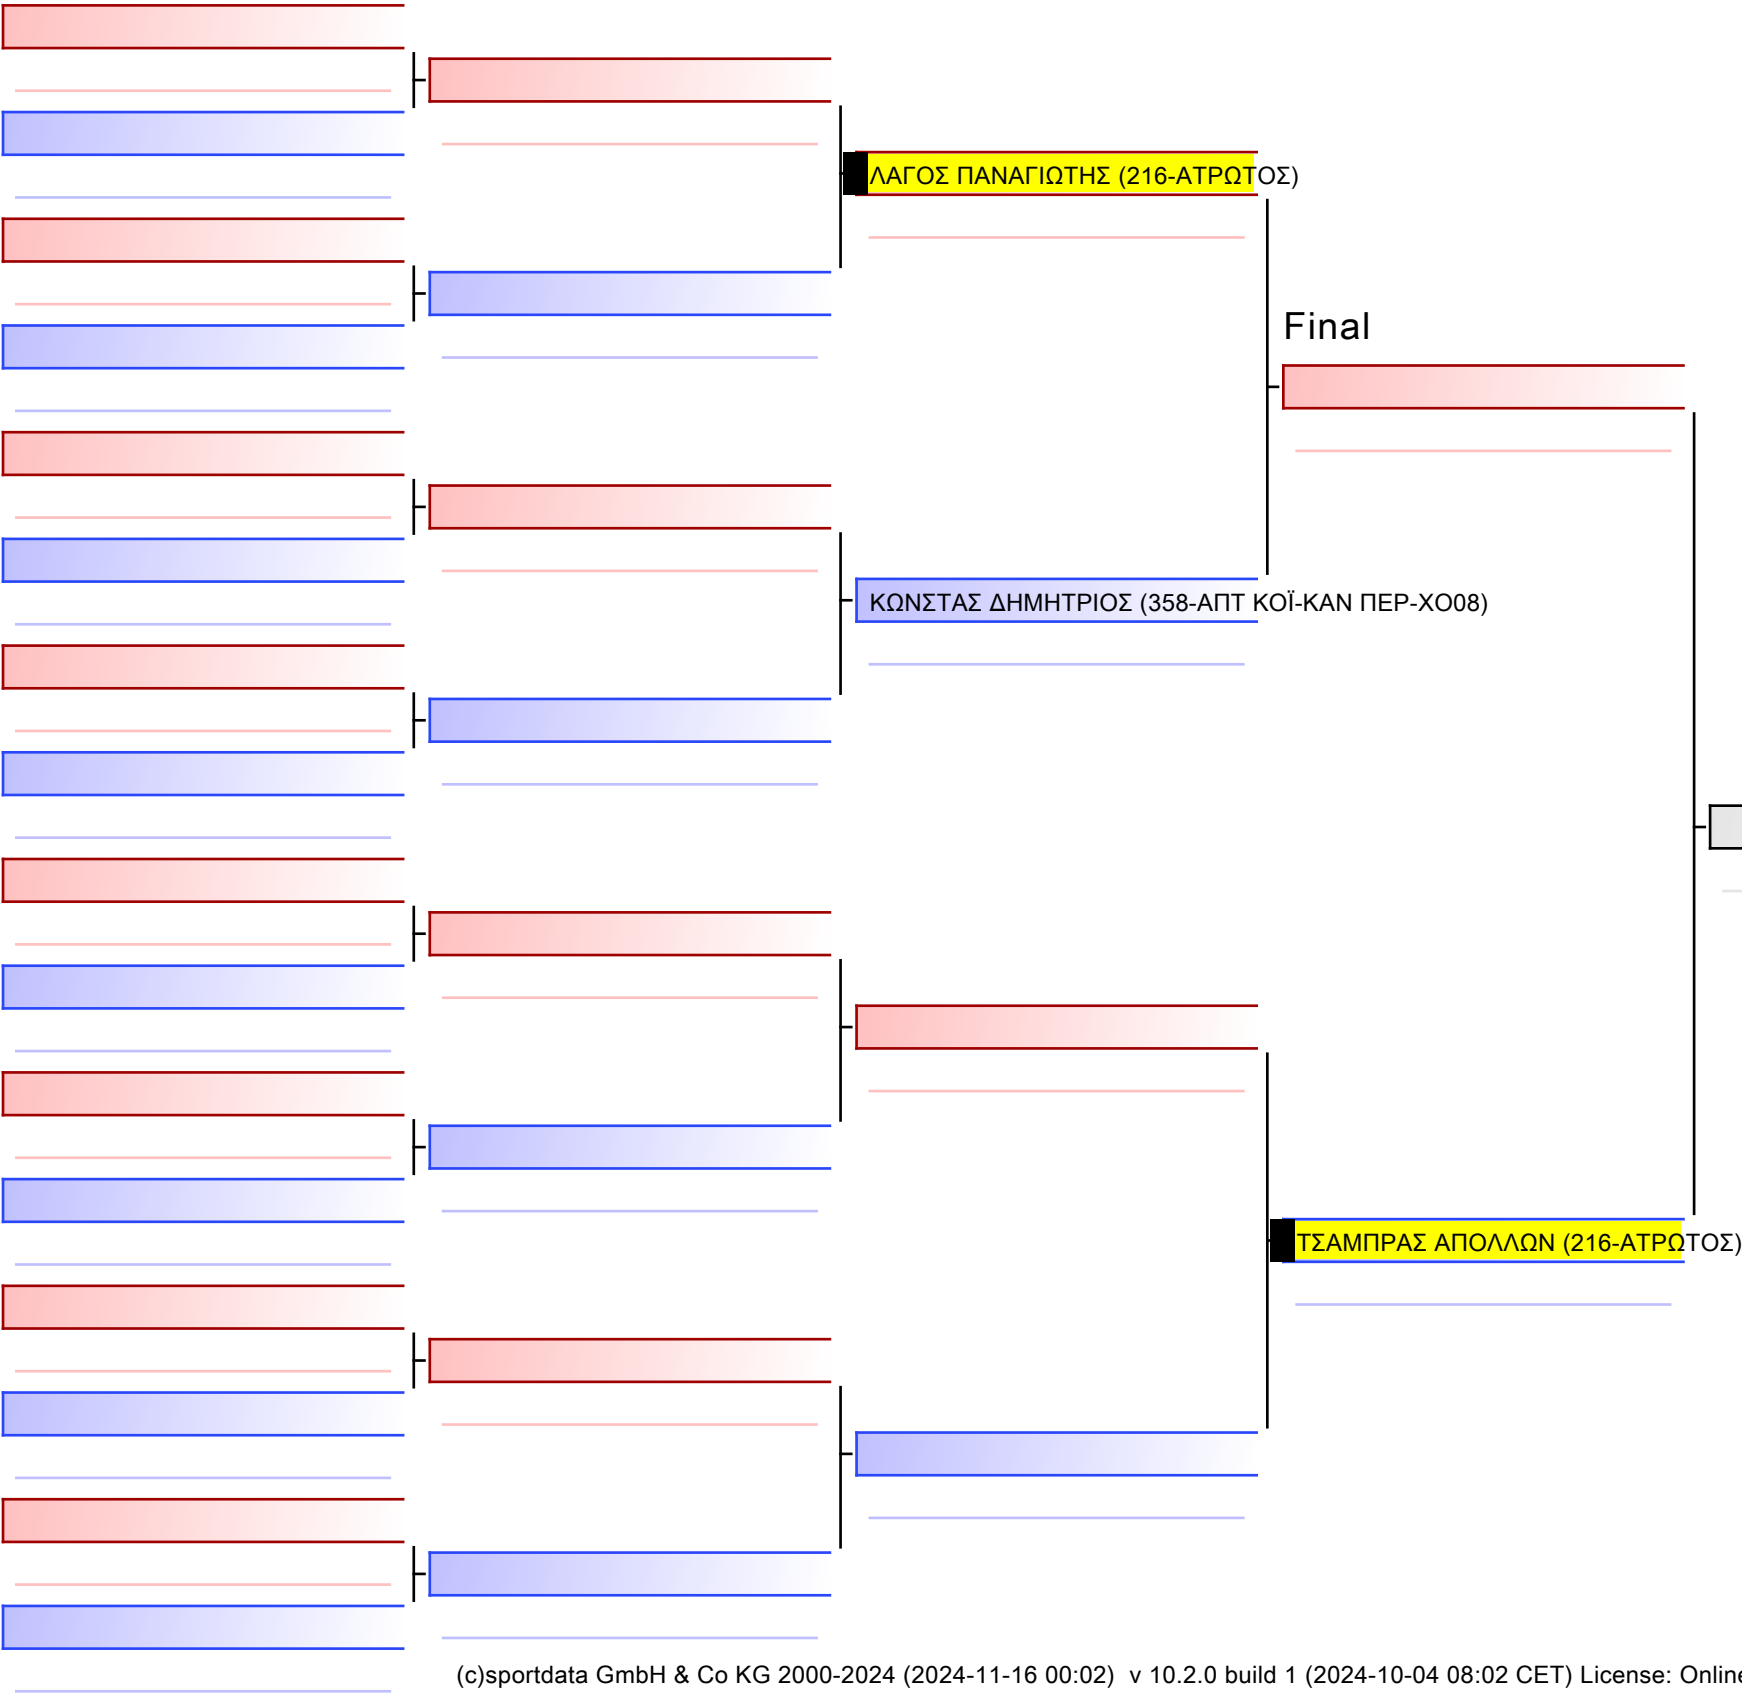 ΛΑΓΟΣ ΠΑΝΑΓΙΩΤΗΣ (216-ΑΤΡΩΤΟΣ)
Final
ΚΩΝΣΤΑΣ ΔΗΜΗΤΡΙΟΣ (358-ΑΠΤ ΚΟΪ-ΚΑΝ ΠΕΡ-ΧΟ08)
ΤΣΑΜΠΡΑΣ ΑΠΟΛΛΩΝ (216-ΑΤΡΩΤΟΣ)
(c)sportdata GmbH & Co KG 2000-2024 (2024-11-16 00:02) v 10.2.0 build 1 (2024-10-04 08:02 CET) License: Online